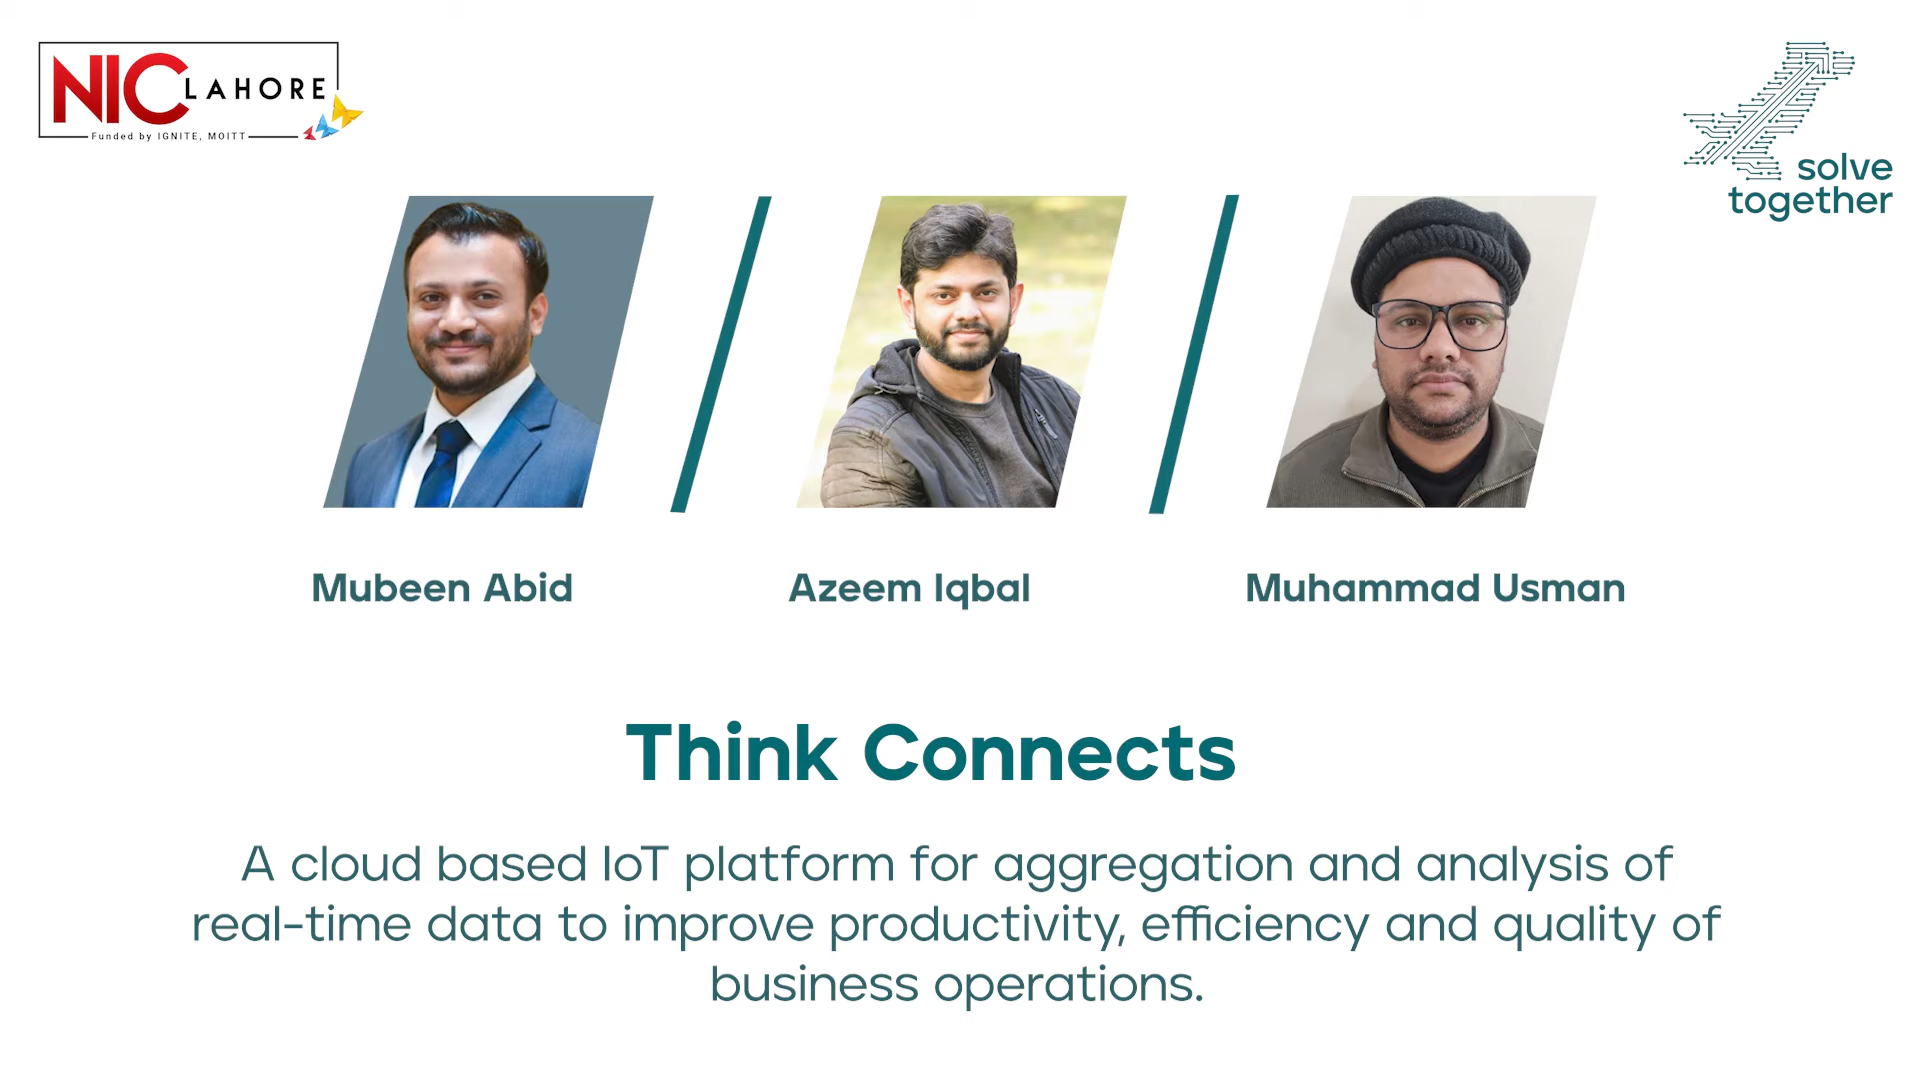 NIC LAHORE
Funded by IGNITE, MOITT
solve
together
Mubeen Abid
Azeem Iqbal
Muhammad Usman
Think Connects
A cloud based IoT platform for aggregation and analysis of
real-time data to improve productivity, efficiency and quality of
business operations.